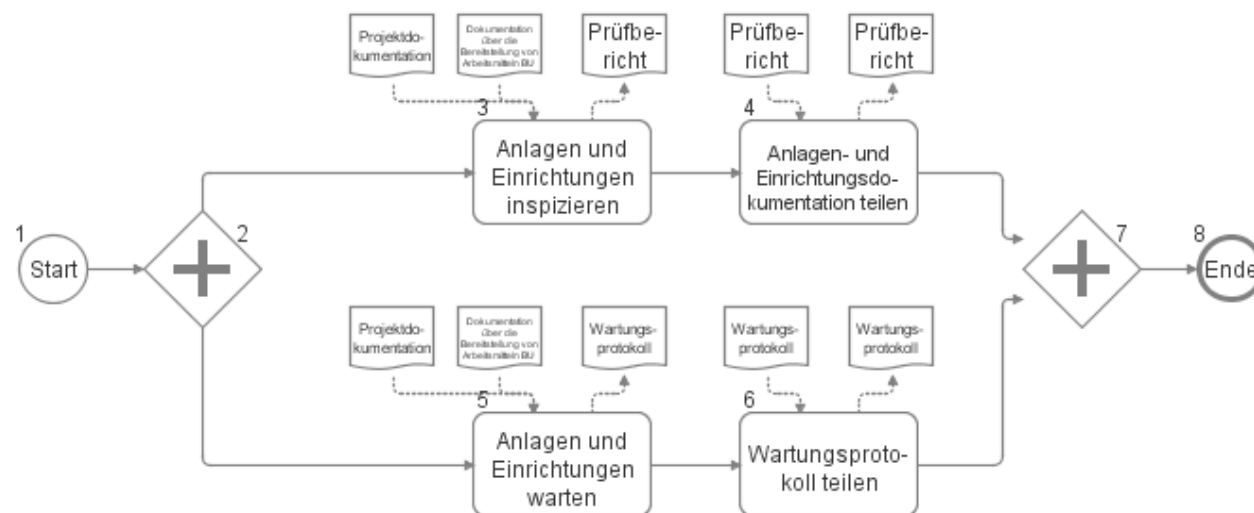 Projektdo-
kumentation
Dokumentation
über die
Bereitstellung von
Arbeitsmitteln BU
Prüfbe-
richt
Prüfbe-
richt
Prüfbe-
richt
3
Anlagen und
Einrichtungen
inspizieren
4
Anlagen- und
Einrichtungsdo-
kumentation teilen
1
Start
2
7
8
Ende
Projektdo-
kumentation
Dokumentation
über die
Bereitstellung von
Arbeitsmitteln BU
Wartungs-
protokoll
Wartungs-
protokoll
Wartungs-
protokoll
5
Anlagen und
Einrichtungen
warten
6
Wartungsproto-
koll teilen